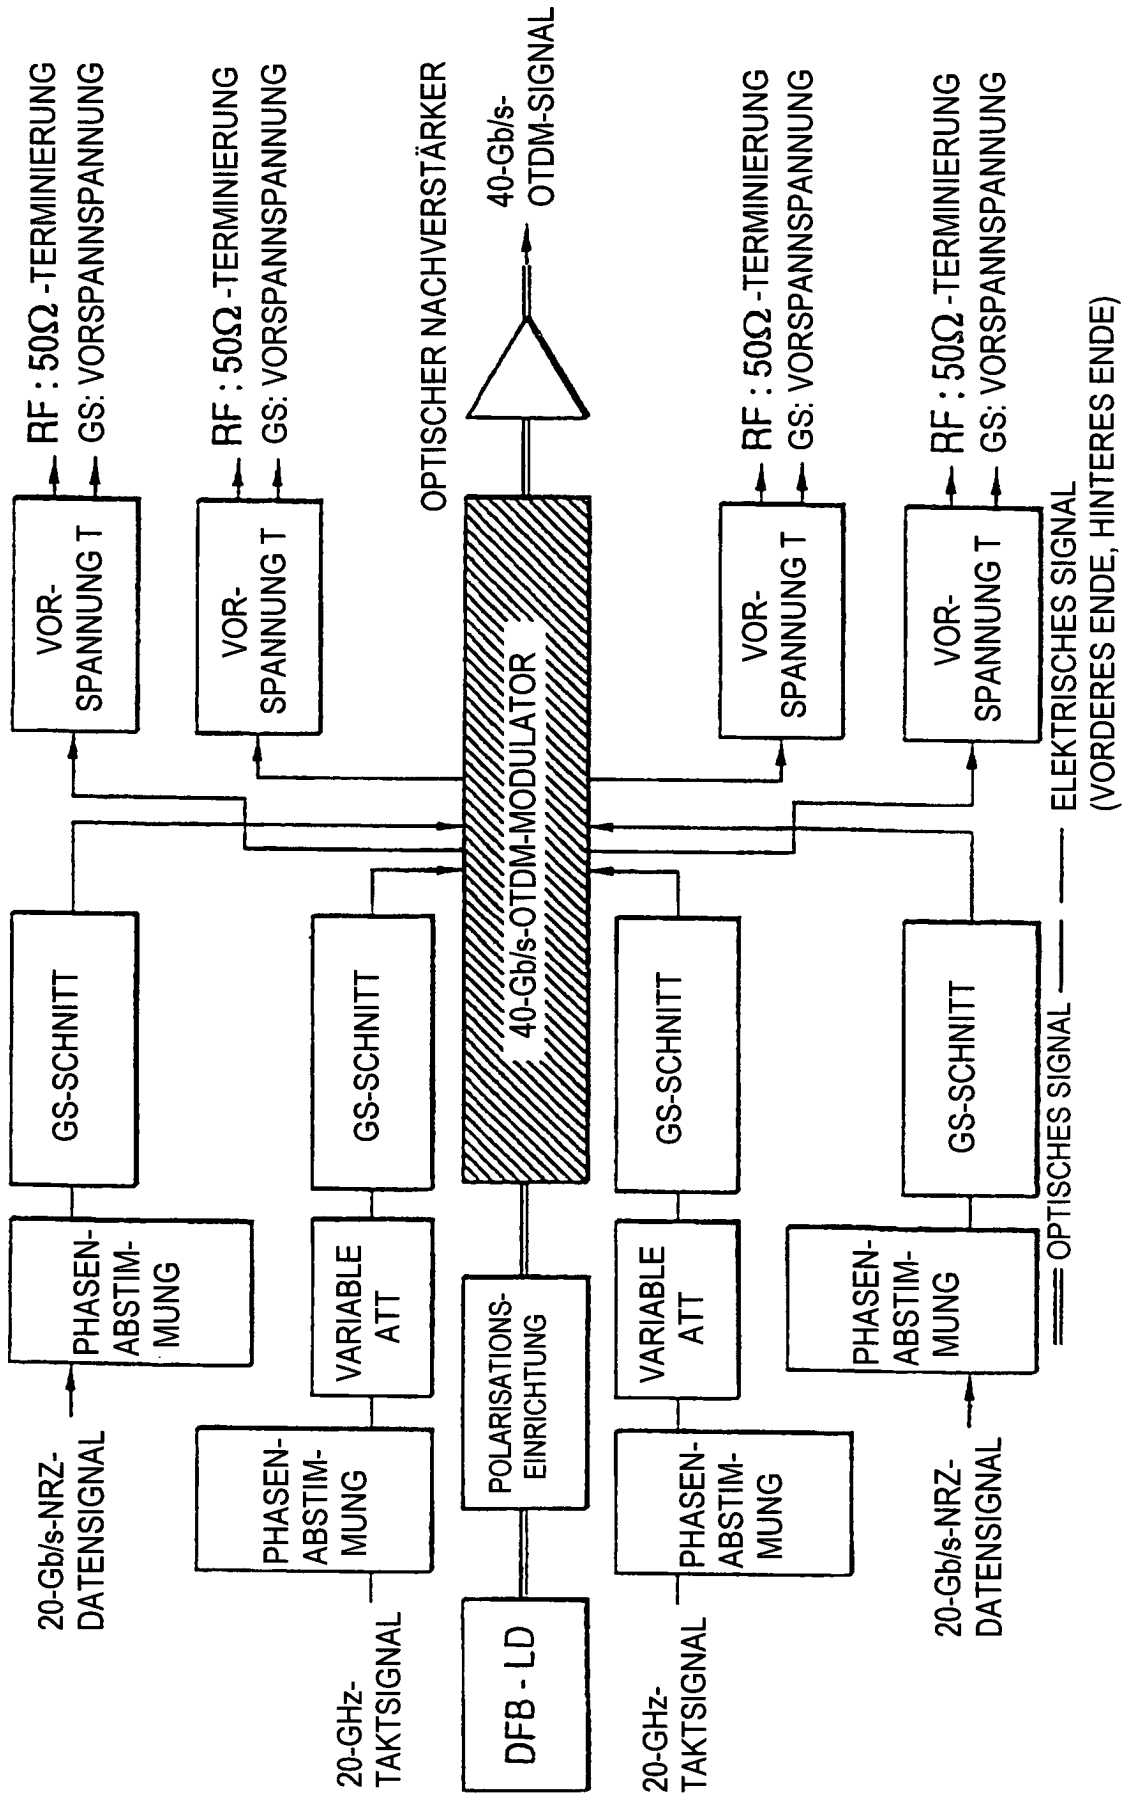 20-Gb/s-NRZ-
DATENSIGNAL
PHASEN-
ABSTIM-
MUNG
GS-SCHNITT
VOR-
SPANNUNG T
RF : 50Ω -TERMINIERUNG
GS: VORSPANNSPANNUNG
20-GHz-
TAKTSIGNAL
PHASEN-
ABSTIM-
MUNG
VARIABLE
ATT
GS-SCHNITT
VOR-
SPANNUNG T
RF : 50Ω -TERMINIERUNG
GS: VORSPANNSPANNUNG
DFB - LD
POLARISATIONS-
EINRICHTUNG
40-Gb/s-OTDM-MODULATOR
OPTISCHER NACHVERSTÄRKER
40-Gb/s-
OTDM-SIGNAL
20-GHz-
TAKTSIGNAL
PHASEN-
ABSTIM-
MUNG
VARIABLE
ATT
GS-SCHNITT
VOR-
SPANNUNG T
RF : 50Ω -TERMINIERUNG
GS: VORSPANNSPANNUNG
20-Gb/s-NRZ-
DATENSIGNAL
PHASEN-
ABSTIM-
MUNG
GS-SCHNITT
VOR-
SPANNUNG T
RF : 50Ω -TERMINIERUNG
GS: VORSPANNSPANNUNG
OPTISCHES SIGNAL
ELEKTRISCHES SIGNAL
(VORDERES ENDE, HINTERES ENDE)